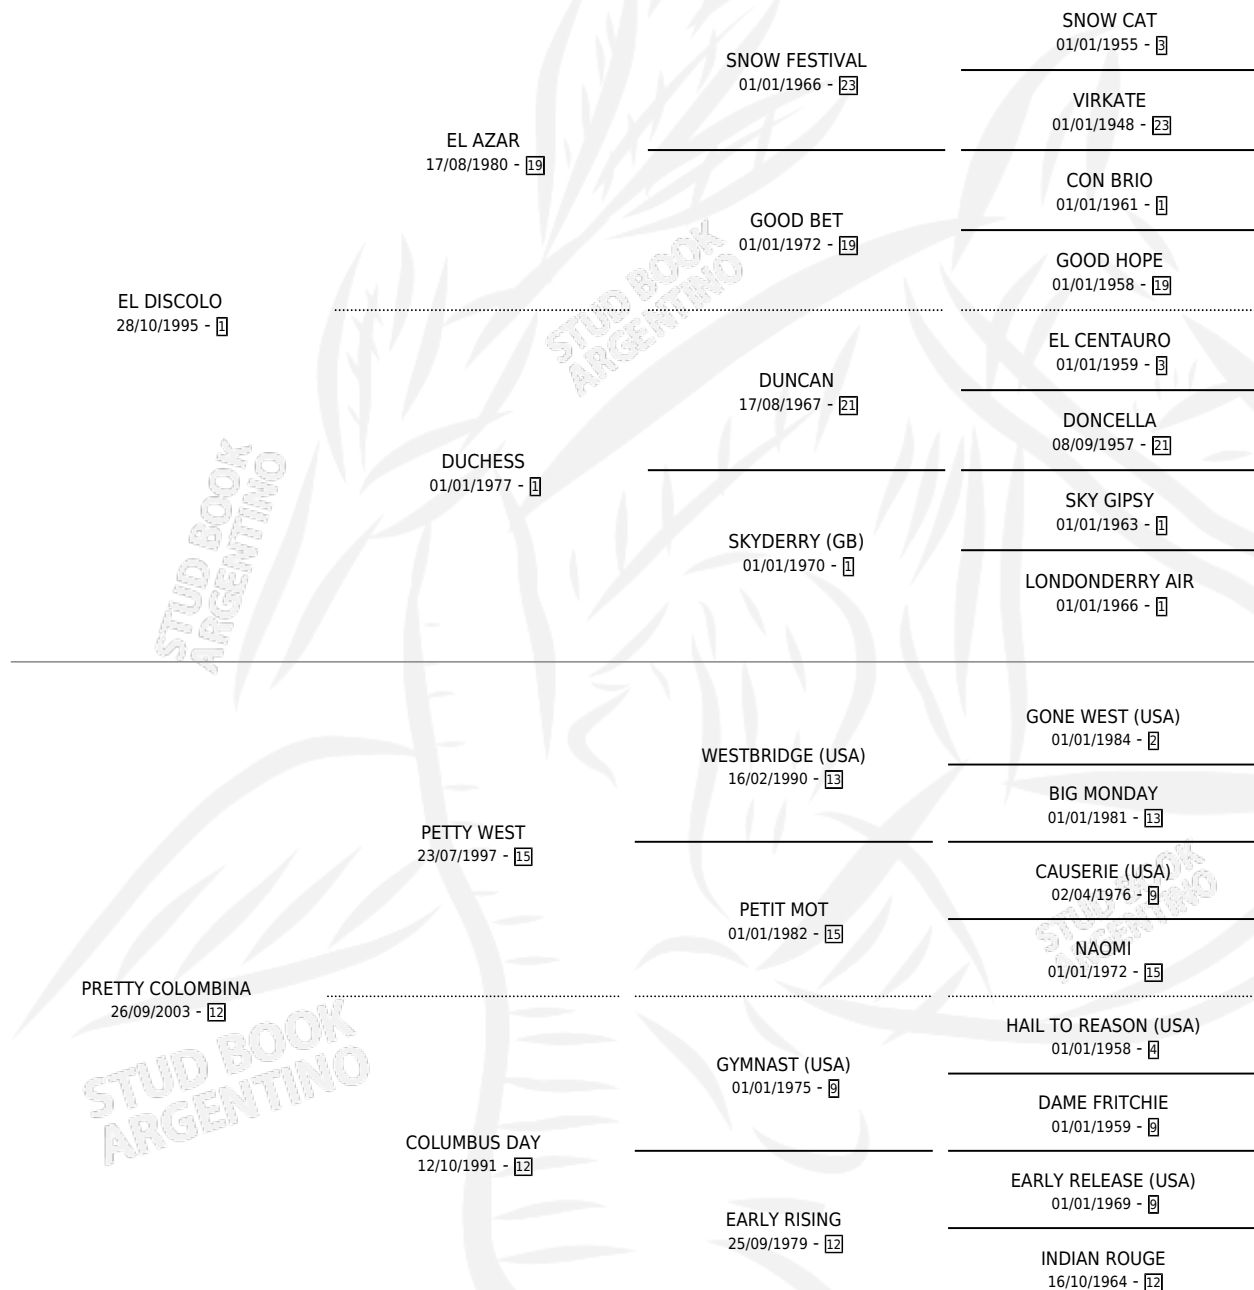 SNOW CAT
01/01/1955 - 3
SNOW FESTIVAL
01/01/1966 - 23
VIRKATE
01/01/1948 - 23
EL AZAR
17/08/1980 - 19
CON BRIO
01/01/1961 - 1
GOOD BET
01/01/1972 - 19
GOOD HOPE
01/01/1958 - 19
EL DISCOLO
28/10/1995 - 1
EL CENTAURO
01/01/1959 - 3
DUNCAN
17/08/1967 - 21
DONCELLA
08/09/1957 - 21
DUCHESS
01/01/1977 - 1
SKY GIPSY
01/01/1963 - 1
SKYDERRY (GB)
01/01/1970 - 1
LONDONDERRY AIR
01/01/1966 - 1
STUD BOOK
ARGENTINO
STUD BOOK
ARGENTINO
GONE WEST (USA)
01/01/1984 - 2
WESTBRIDGE (USA)
16/02/1990 - 13
BIG MONDAY
01/01/1981 - 13
PETTY WEST
23/07/1997 - 15
CAUSERIE (USA)
02/04/1976 - 9
PETIT MOT
01/01/1982 - 15
NAOMI
01/01/1972 - 15
PRETTY COLOMBINA
26/09/2003 - 12
HAIL TO REASON (USA)
01/01/1958 - 4
GYMNAST (USA)
01/01/1975 - 9
DAME FRITCHIE
01/01/1959 - 9
COLUMBUS DAY
12/10/1991 - 12
EARLY RELEASE (USA)
01/01/1969 - 9
EARLY RISING
25/09/1979 - 12
INDIAN ROUGE
16/10/1964 - 12
STUD BOOK
ARGENTINO
STUD BOOK
ARGENTINO